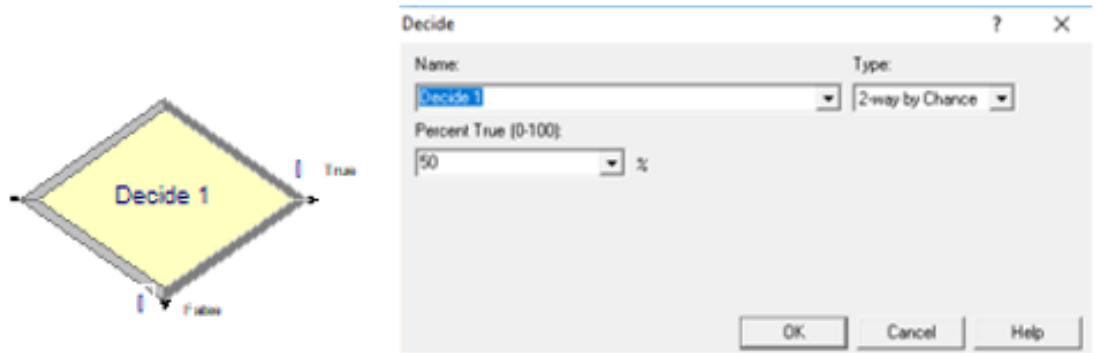 Decide 1
True
False
Decide ? X
Name: Type:
Decide 1 2-way by Chance
Percent True (0-100):
50 %
OK Cancel Help